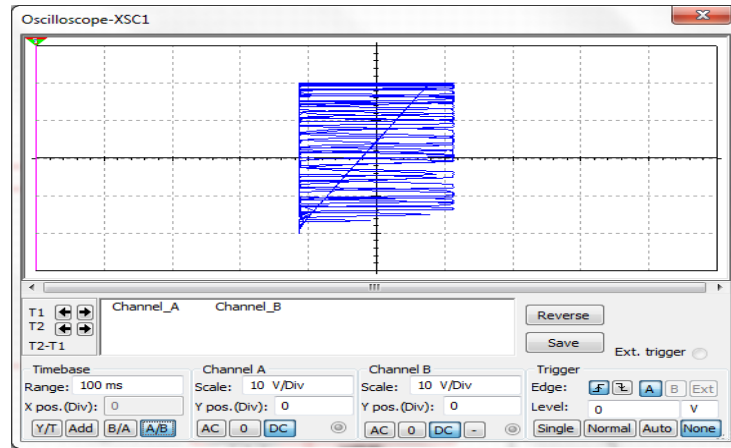 Oscilloscope-XSC1
T1
T2
T2-T1
Channel_A Channel_B
Reverse
Save
Ext. trigger
Timebase
Range: 100 ms
X pos.(Div): 0
Y/T Add B/A A/B
Channel A
Scale: 10 V/Div
Y pos.(Div): 0
AC 0 DC
Channel B
Scale: 10 V/Div
Y pos.(Div): 0
AC 0 DC -
Trigger
Edge: A B Ext
Level: 0 V
Single Normal Auto None